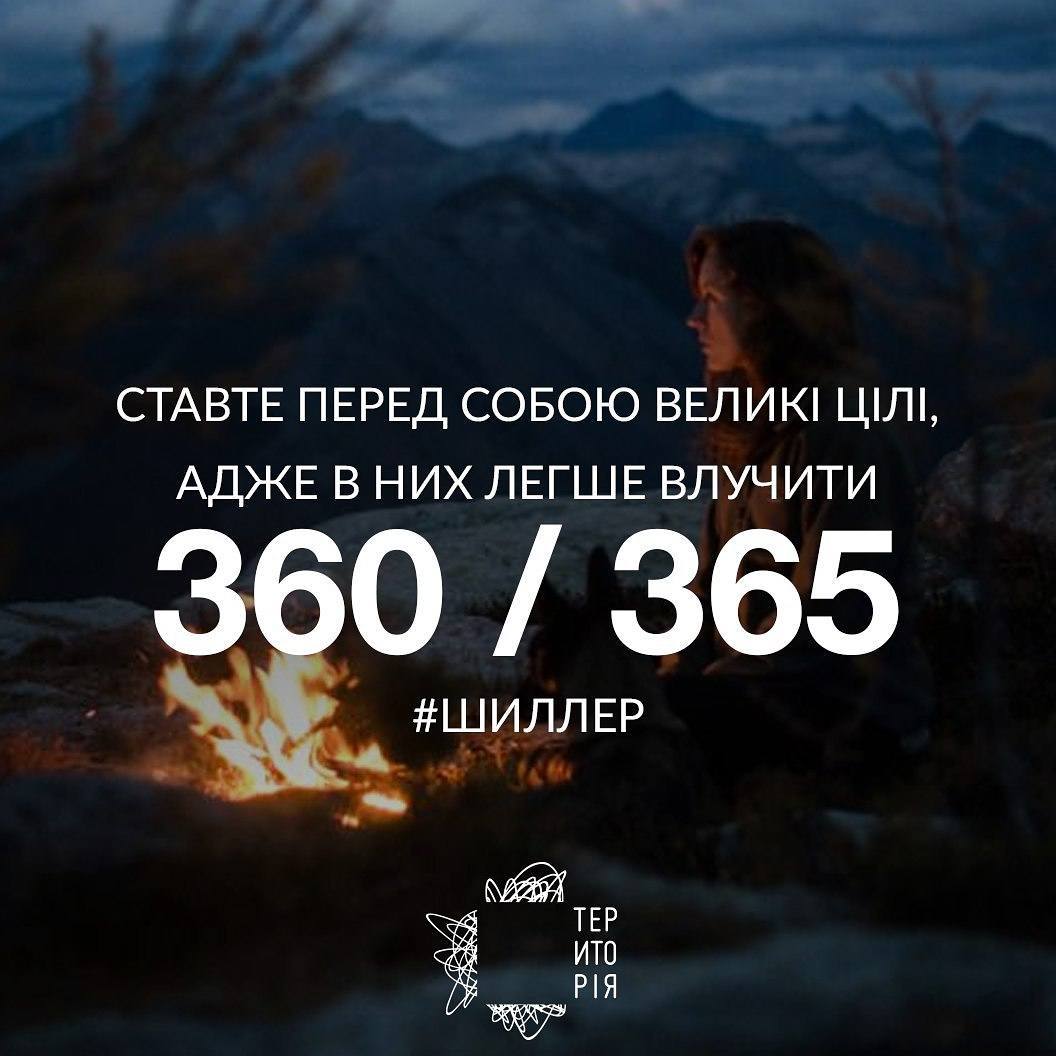 СТАВТЕ ПЕРЕД СОБОЮ ВЕЛИКІ ЦІЛІ,
АДЖЕ В НИХ ЛЕГШЕ ВЛУЧИТИ
360 / 365
#ШИЛЛЕР
ТЕР
ИТО
РІЯ